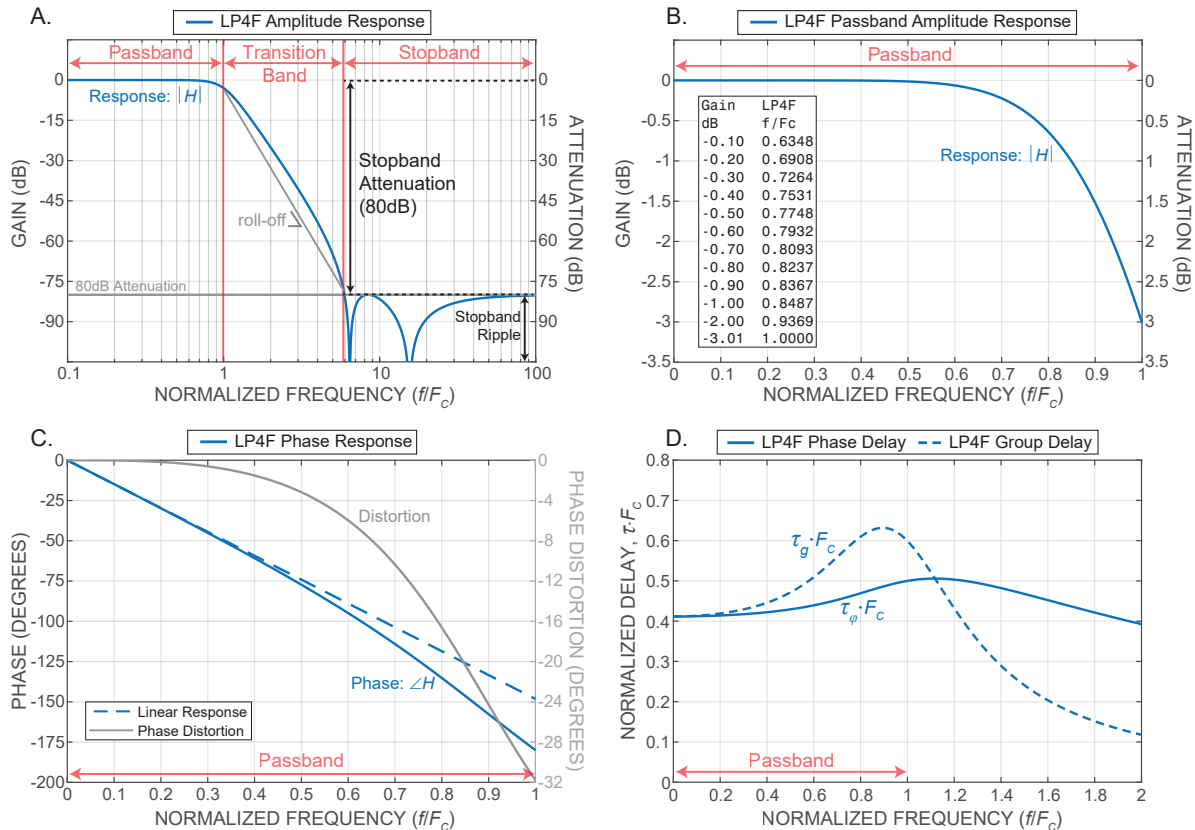 A.
LP4F Amplitude Response
Passband
Transition
Band
Stopband
0
-15
-30
-45
-60
-75
-90
GAIN (dB)
0
15
30
45
60
75
90
ATTENUATION (dB)
Response: |H|
Stopband
Attenuation
(80dB)
roll-off
80dB Attenuation
Stopband
Ripple
0.1 1 10 100
NORMALIZED FREQUENCY (f/FC)
B.
LP4F Passband Amplitude Response
Passband
0
-0.5
-1
-1.5
-2
-2.5
-3
-3.5
GAIN (dB)
0
0.5
1
1.5
2
2.5
3
3.5
ATTENUATION (dB)
Gain LP4F
dB f/Fc
-0.10 0.6348
-0.20 0.6908
-0.30 0.7264
-0.40 0.7531
-0.50 0.7748
-0.60 0.7932
-0.70 0.8093
-0.80 0.8237
-0.90 0.8367
-1.00 0.8487
-2.00 0.9369
-3.01 1.0000
Response: |H|
0 0.1 0.2 0.3 0.4 0.5 0.6 0.7 0.8 0.9 1
NORMALIZED FREQUENCY (f/FC)
C.
LP4F Phase Response
0
-25
-50
-75
-100
-125
-150
-175
-200
PHASE (DEGREES)
0
-4
-8
-12
-16
-20
-24
-28
-32
PHASE DISTORTION (DEGREES)
Distortion
Phase: ∠H
Linear Response
Phase Distortion
Passband
0 0.1 0.2 0.3 0.4 0.5 0.6 0.7 0.8 0.9 1
NORMALIZED FREQUENCY (f/FC)
D.
LP4F Phase Delay LP4F Group Delay
0.8
0.7
0.6
0.5
0.4
0.3
0.2
0.1
0
NORMALIZED DELAY, τ·FC
τg·FC
τφ·FC
Passband
0 0.2 0.4 0.6 0.8 1 1.2 1.4 1.6 1.8 2
NORMALIZED FREQUENCY (f/FC)